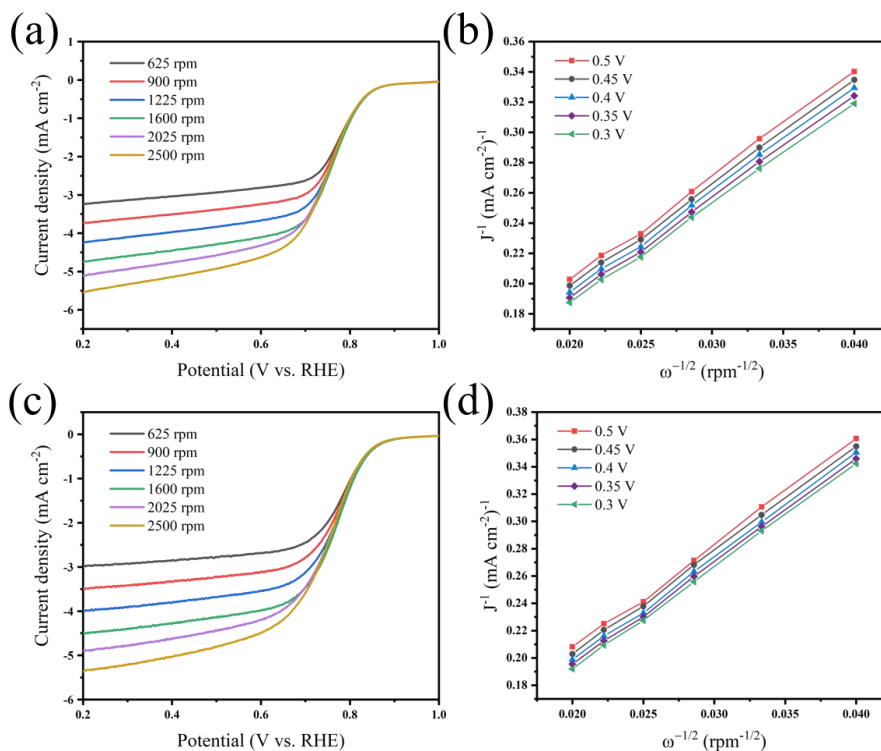 (a)
1
0
-1
-2
-3
-4
-5
-6
0.2
0.4
0.6
0.8
1.0
Current density (mA cm⁻²)
Potential (V vs. RHE)
625 rpm
900 rpm
1225 rpm
1600 rpm
2025 rpm
2500 rpm
(b)
0.36
0.34
0.32
0.30
0.28
0.26
0.24
0.22
0.20
0.18
0.020
0.025
0.030
0.035
0.040
J⁻¹ (mA cm⁻²)⁻¹
ω⁻¹/² (rpm⁻¹/²)
0.5 V
0.45 V
0.4 V
0.35 V
0.3 V
(c)
0
-1
-2
-3
-4
-5
-6
0.2
0.4
0.6
0.8
1.0
Current density (mA cm⁻²)
Potential (V vs. RHE)
625 rpm
900 rpm
1225 rpm
1600 rpm
2025 rpm
2500 rpm
(d)
0.38
0.36
0.34
0.32
0.30
0.28
0.26
0.24
0.22
0.20
0.18
0.020
0.025
0.030
0.035
0.040
J⁻¹ (mA cm⁻²)⁻¹
ω⁻¹/² (rpm⁻¹/²)
0.5 V
0.45 V
0.4 V
0.35 V
0.3 V